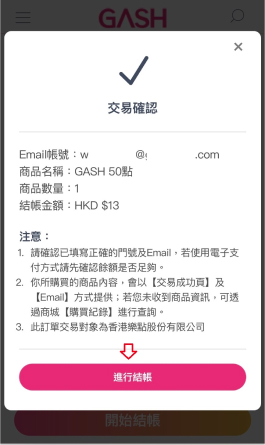 GASH
×
交易確認
Email帳號：w @g .com
商品名稱：GASH 50點
商品數量：1
結帳金額：HKD $13
注意：
1. 請確認已填寫正確的門號及Email，若使用電子支
付方式請先確認餘額是否足夠。
2. 你所購買的商品內容，會以【交易成功頁】及
【Email】方式提供；若您未收到商品資訊，可透
過商城【購買紀錄】進行查詢。
3. 此訂單交易對象為香港樂點股份有限公司
進行結帳
開始結帳